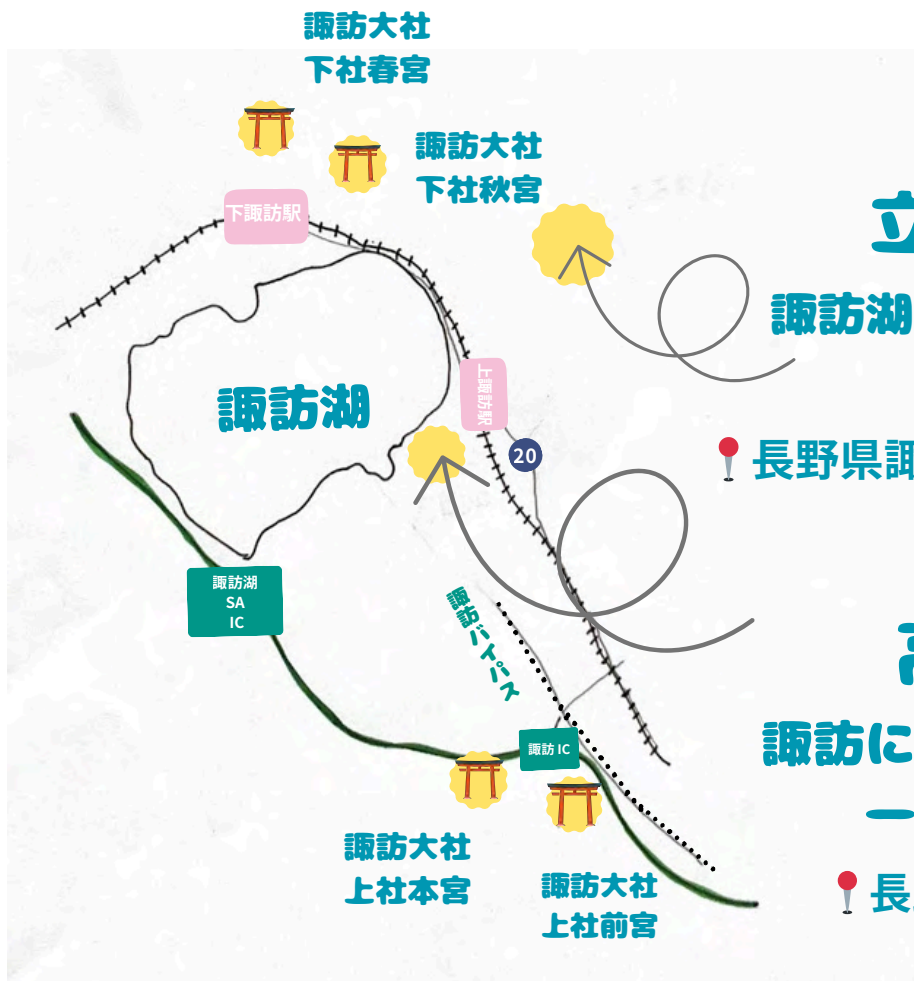 諏訪大社
下社春宮
諏訪大社
下社秋宮
下諏訪駅
立
諏訪湖
諏訪湖
上諏訪駅
20
長野県諏
諏訪湖
SA
IC
諏訪バイパス
諏訪に
諏訪 IC
ー
諏訪大社
上社本宮
諏訪大社
上社前宮
長